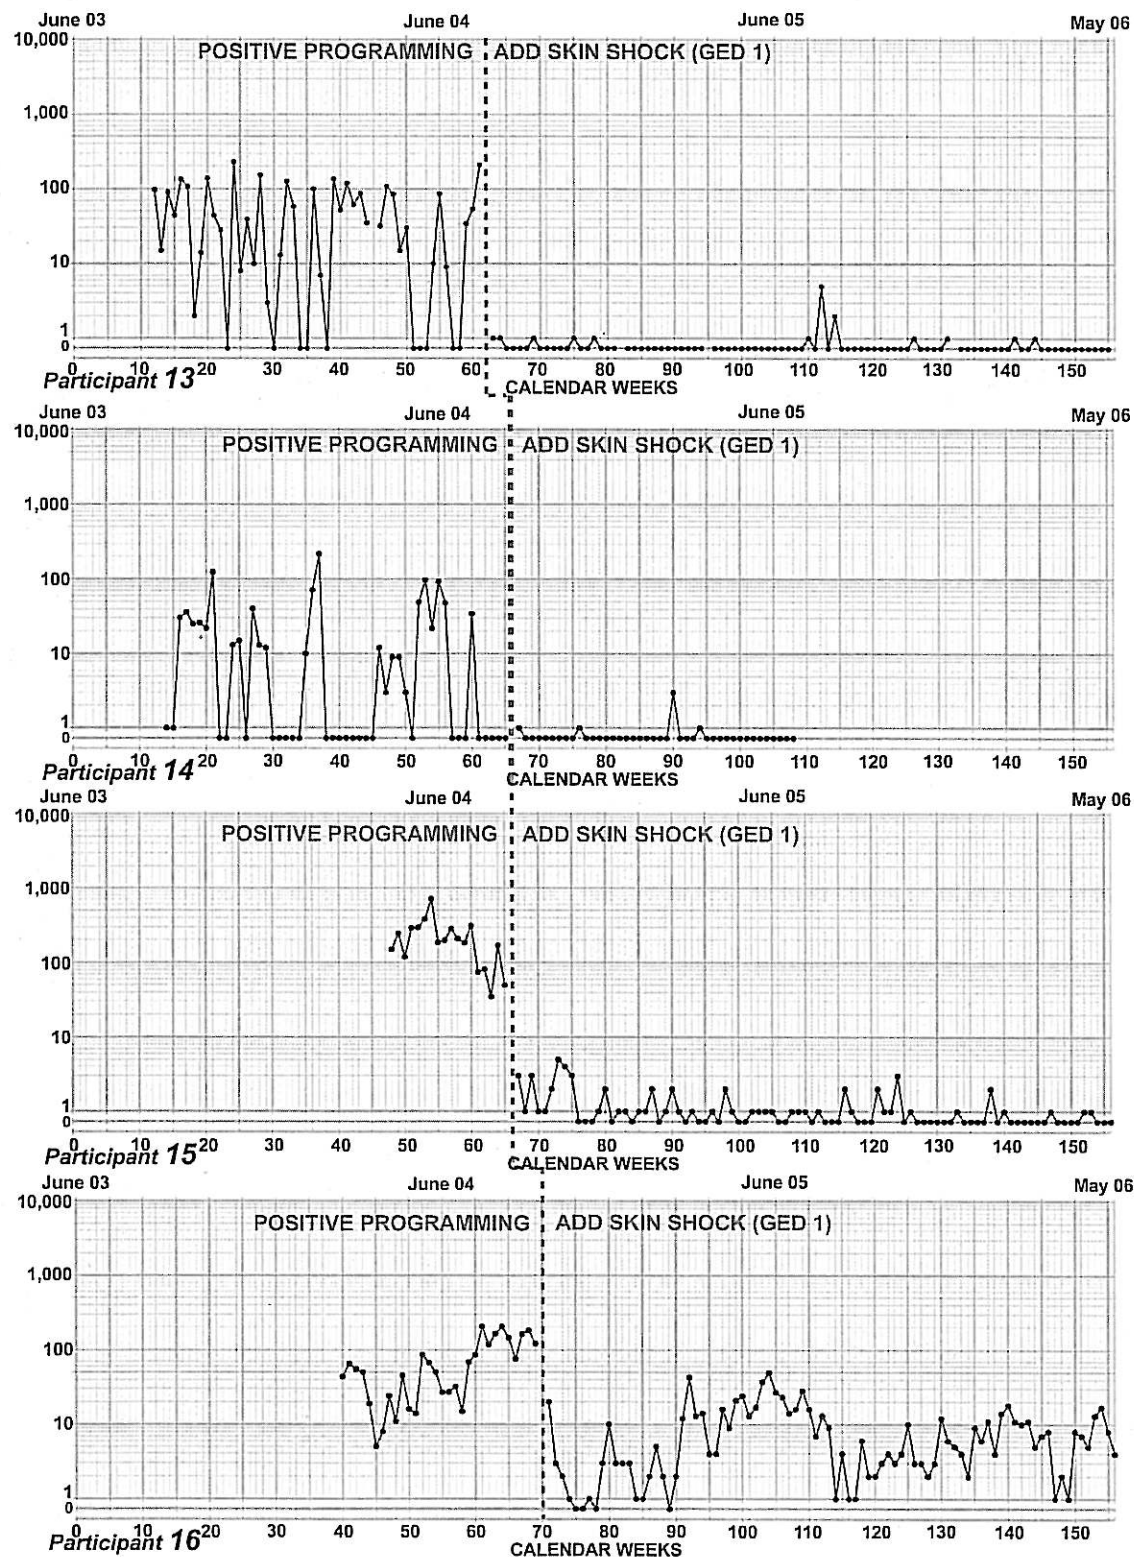 June 03 June 04 June 05 May 06
10,000 POSITIVE PROGRAMMING ADD SKIN SHOCK (GED 1)
1,000
100
10
1
0
0 10 20 30 40 50 60 70 80 90 100 110 120 130 140 150
Participant 13 CALENDAR WEEKS
June 03 June 04 June 05 May 06
10,000 POSITIVE PROGRAMMING ADD SKIN SHOCK (GED 1)
1,000
100
10
1
0
0 10 20 30 40 50 60 70 80 90 100 110 120 130 140 150
Participant 14 CALENDAR WEEKS
June 03 June 04 June 05 May 06
10,000 POSITIVE PROGRAMMING ADD SKIN SHOCK (GED 1)
1,000
100
10
1
0
0 10 20 30 40 50 60 70 80 90 100 110 120 130 140 150
Participant 15 CALENDAR WEEKS
June 03 June 04 June 05 May 06
10,000 POSITIVE PROGRAMMING ADD SKIN SHOCK (GED 1)
1,000
100
10
1
0
0 10 20 30 40 50 60 70 80 90 100 110 120 130 140 150
Participant 16 CALENDAR WEEKS